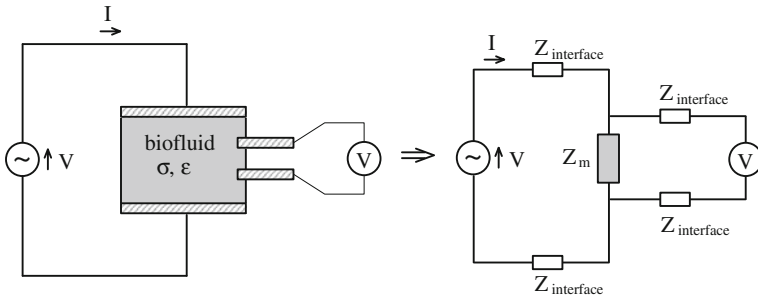 I
V
biofluid
σ, ε
~
V
I
Z interface
Z interface
~
V
Z m
V
Z interface
Z interface